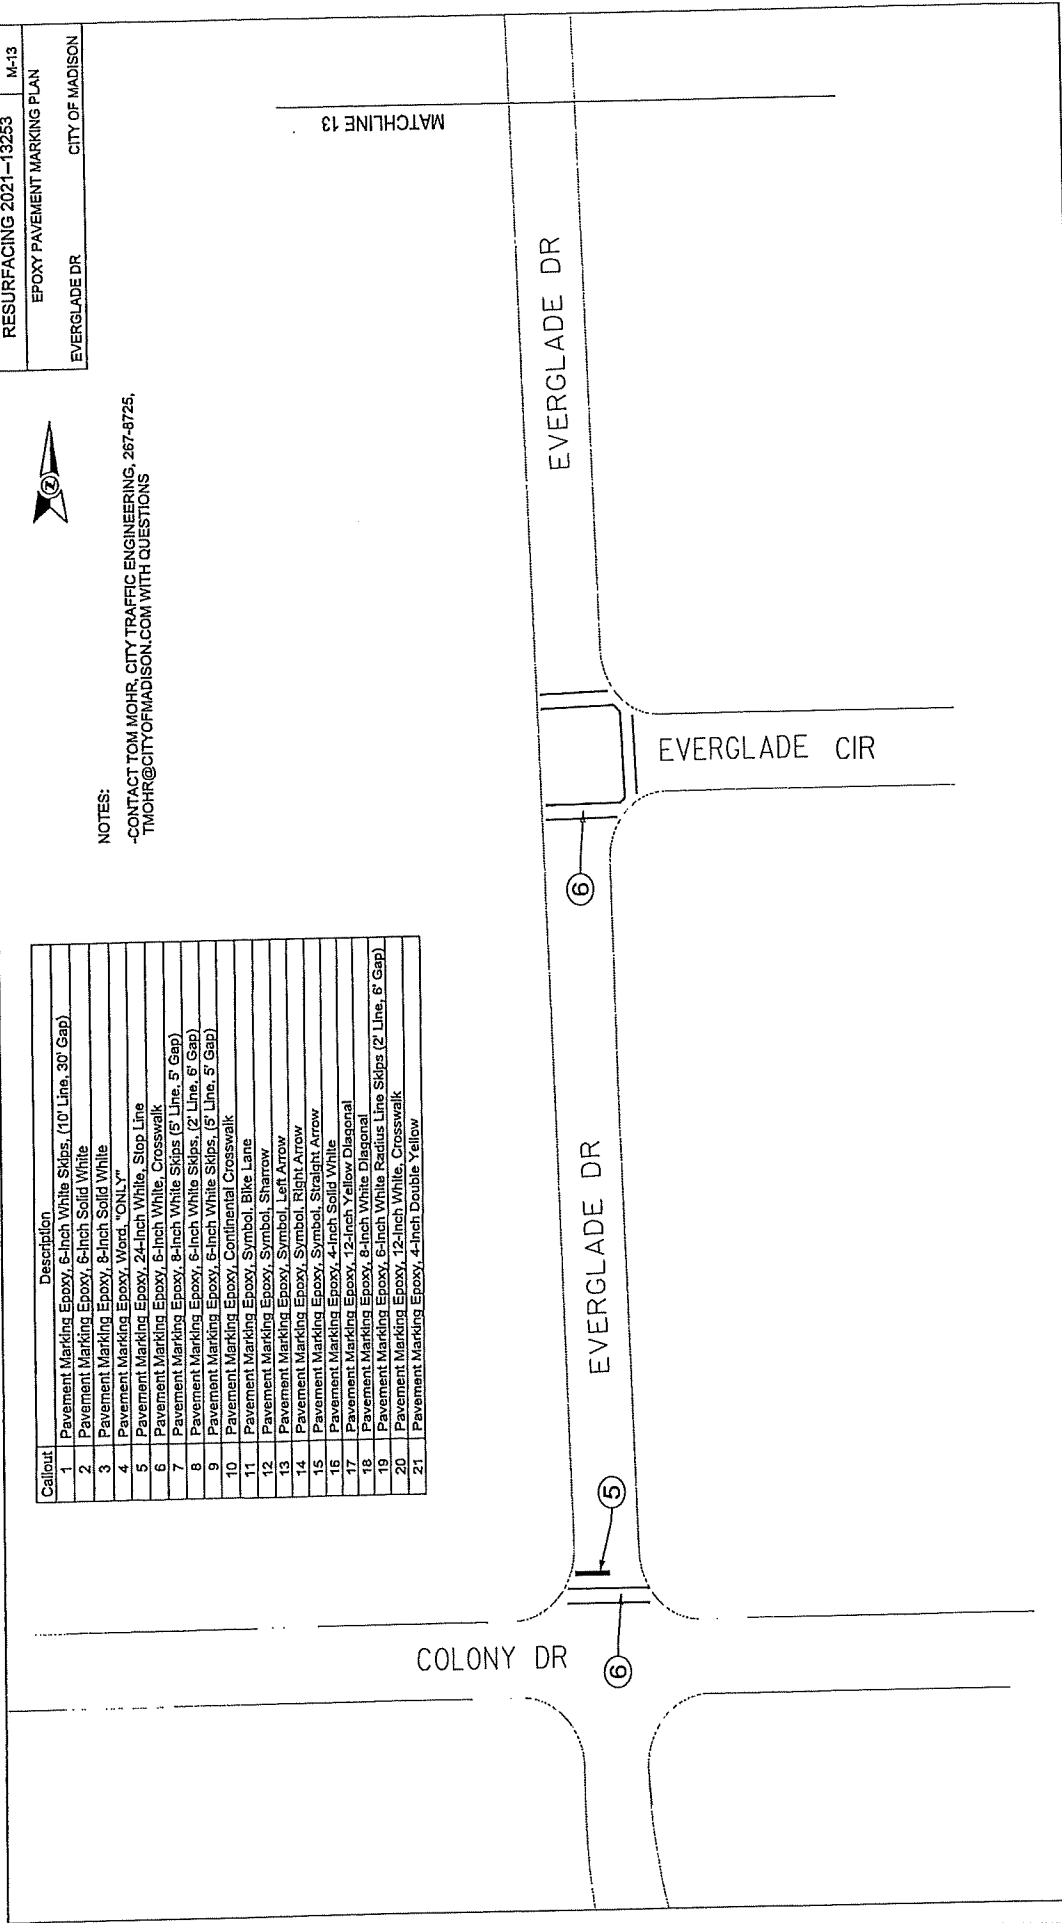 RESURFACING 2021-13253 M-13
EPOXY PAVEMENT MARKING PLAN
EVERGLADE DR CITY OF MADISON
NOTES:
-CONTACT TOM MOHR, CITY TRAFFIC ENGINEERING, 267-8725,
TMOHR@CITYOFMADISON.COM WITH QUESTIONS
Callout Description
1 Pavement Marking Epoxy, 6-Inch White Skips, (10' Line, 30' Gap)
2 Pavement Marking Epoxy, 6-Inch Solid White
3 Pavement Marking Epoxy, 8-Inch Solid White
4 Pavement Marking Epoxy, Word, "ONLY"
5 Pavement Marking Epoxy, 24-Inch White, Stop Line
6 Pavement Marking Epoxy, 6-Inch White, Crosswalk
7 Pavement Marking Epoxy, 8-Inch White Skips (5' Line, 5' Gap)
8 Pavement Marking Epoxy, 6-Inch White Skips, (2' Line, 6' Gap)
9 Pavement Marking Epoxy, 6-Inch White Skips, (5' Line, 5' Gap)
10 Pavement Marking Epoxy, Continental Crosswalk
11 Pavement Marking Epoxy, Symbol, Bike Lane
12 Pavement Marking Epoxy, Symbol, Sharrow
13 Pavement Marking Epoxy, Symbol, Left Arrow
14 Pavement Marking Epoxy, Symbol, Right Arrow
15 Pavement Marking Epoxy, Symbol, Straight Arrow
16 Pavement Marking Epoxy, 4-Inch Solid White
17 Pavement Marking Epoxy, 12-Inch Yellow Diagonal
18 Pavement Marking Epoxy, 8-Inch White Diagonal
19 Pavement Marking Epoxy, 6-Inch White Radius Line Skips (2' Line, 6' Gap)
20 Pavement Marking Epoxy, 12-Inch White, Crosswalk
21 Pavement Marking Epoxy, 4-Inch Double Yellow
MATCHLINE 13
EVERGLADE DR
EVERGLADE CIR
6
EVERGLADE DR
5
COLONY DR
6